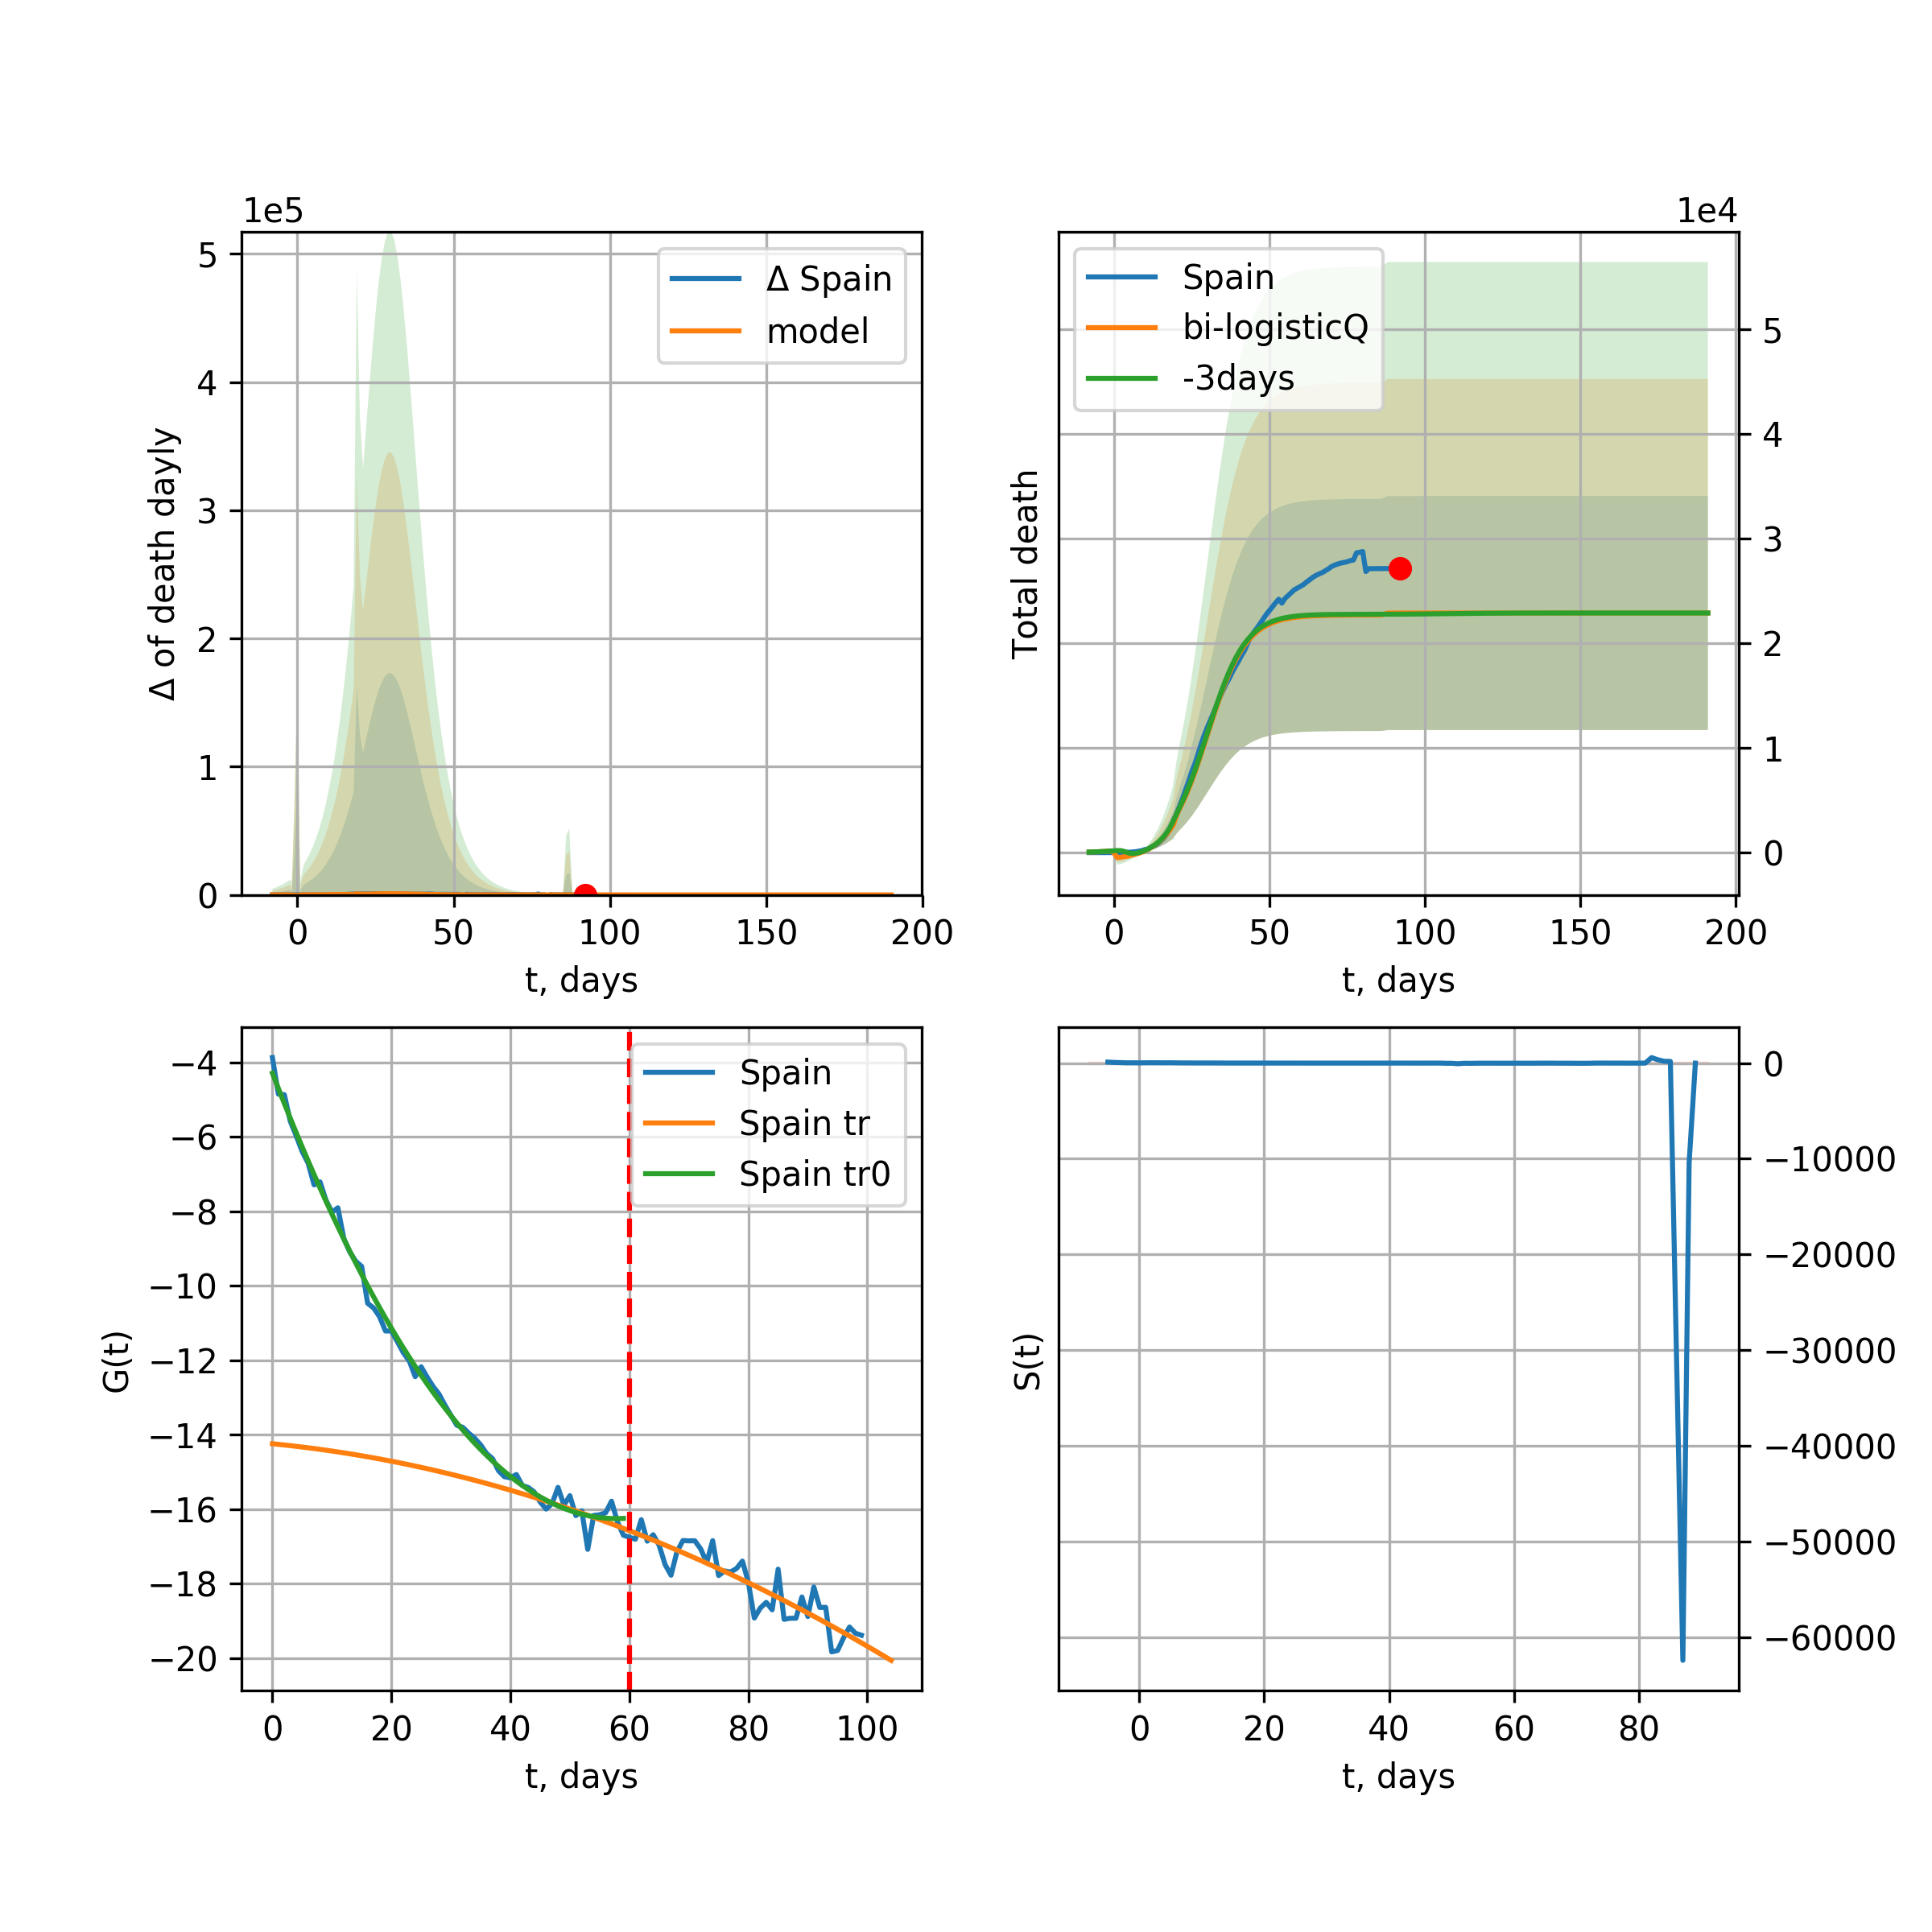 1e5
Δ of death dayly
5
4
3
2
1
0
Δ Spain
model
0 50 100 150 200
t, days
1e4
Total death
Spain
bi-logisticQ
-3days
5
4
3
2
1
0
0 50 100 150 200
t, days
G(t)
−4
−6
−8
−10
−12
−14
−16
−18
−20
Spain
Spain tr
Spain tr0
0 20 40 60 80 100
t, days
S(t)
0
−10000
−20000
−30000
−40000
−50000
−60000
0 20 40 60 80
t, days